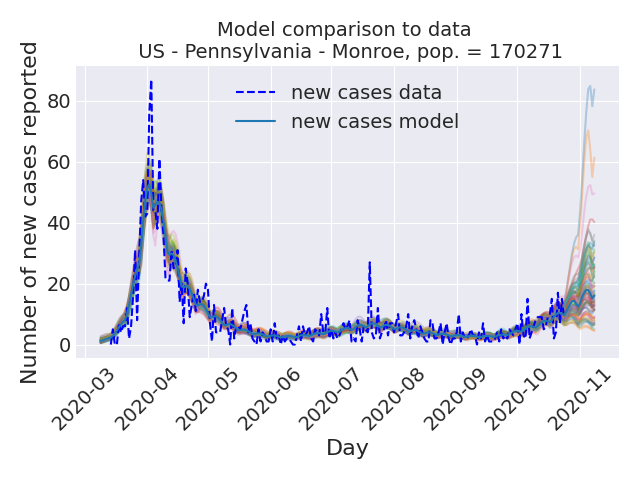 Model comparison to data
US - Pennsylvania - Monroe, pop. = 170271
Number of new cases reported
80
60
40
20
0
new cases data
new cases model
2020-03
2020-04
2020-05
2020-06
2020-07
2020-08
2020-09
2020-10
2020-11
Day